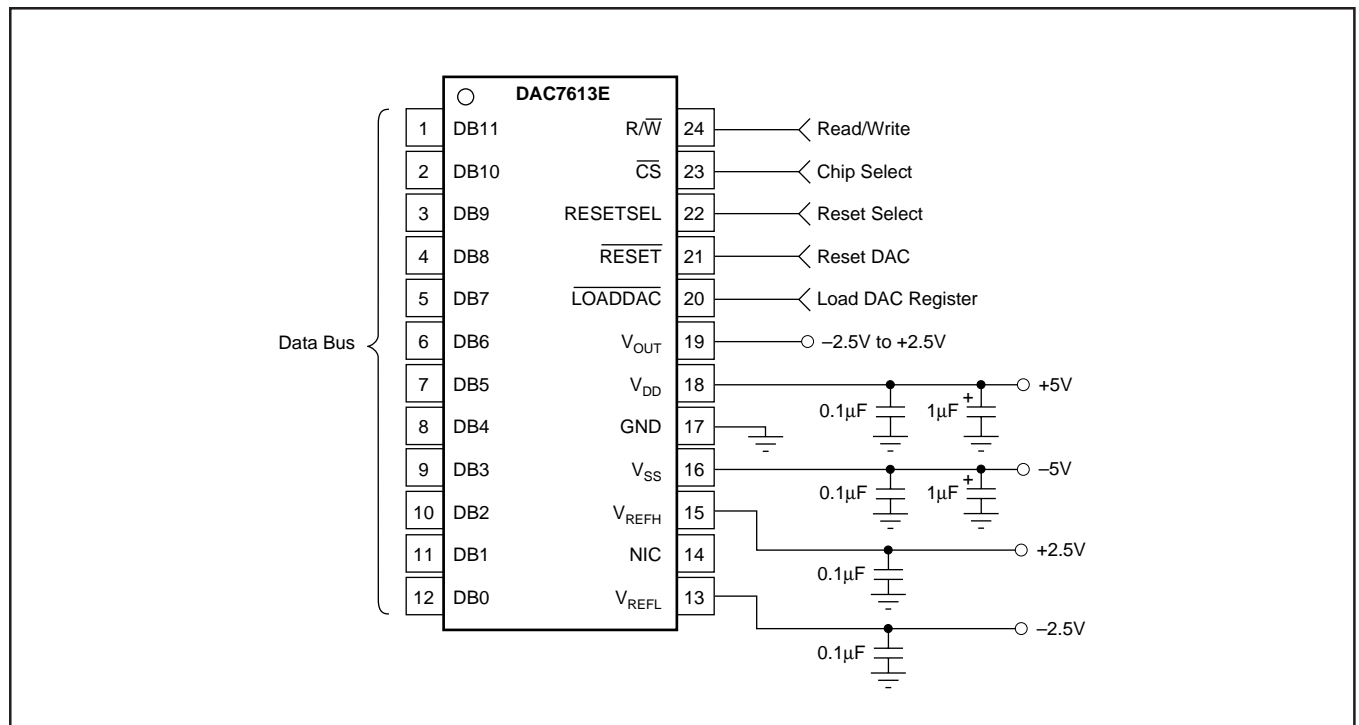 DAC7613E
1 DB11 R/W̅ 24 Read/Write
2 DB10 C̅S̅ 23 Chip Select
3 DB9 RESETSEL 22 Reset Select
4 DB8 R̅E̅S̅E̅T̅ 21 Reset DAC
5 DB7 L̅O̅A̅D̅D̅A̅C̅ 20 Load DAC Register
Data Bus 6 DB6 VOUT 19 –2.5V to +2.5V
7 DB5 VDD 18 +5V
0.1µF 1µF +
8 DB4 GND 17
9 DB3 VSS 16 –5V
0.1µF 1µF +
10 DB2 VREFH 15
11 DB1 NIC 14 +2.5V
0.1µF
12 DB0 VREFL 13
–2.5V
0.1µF